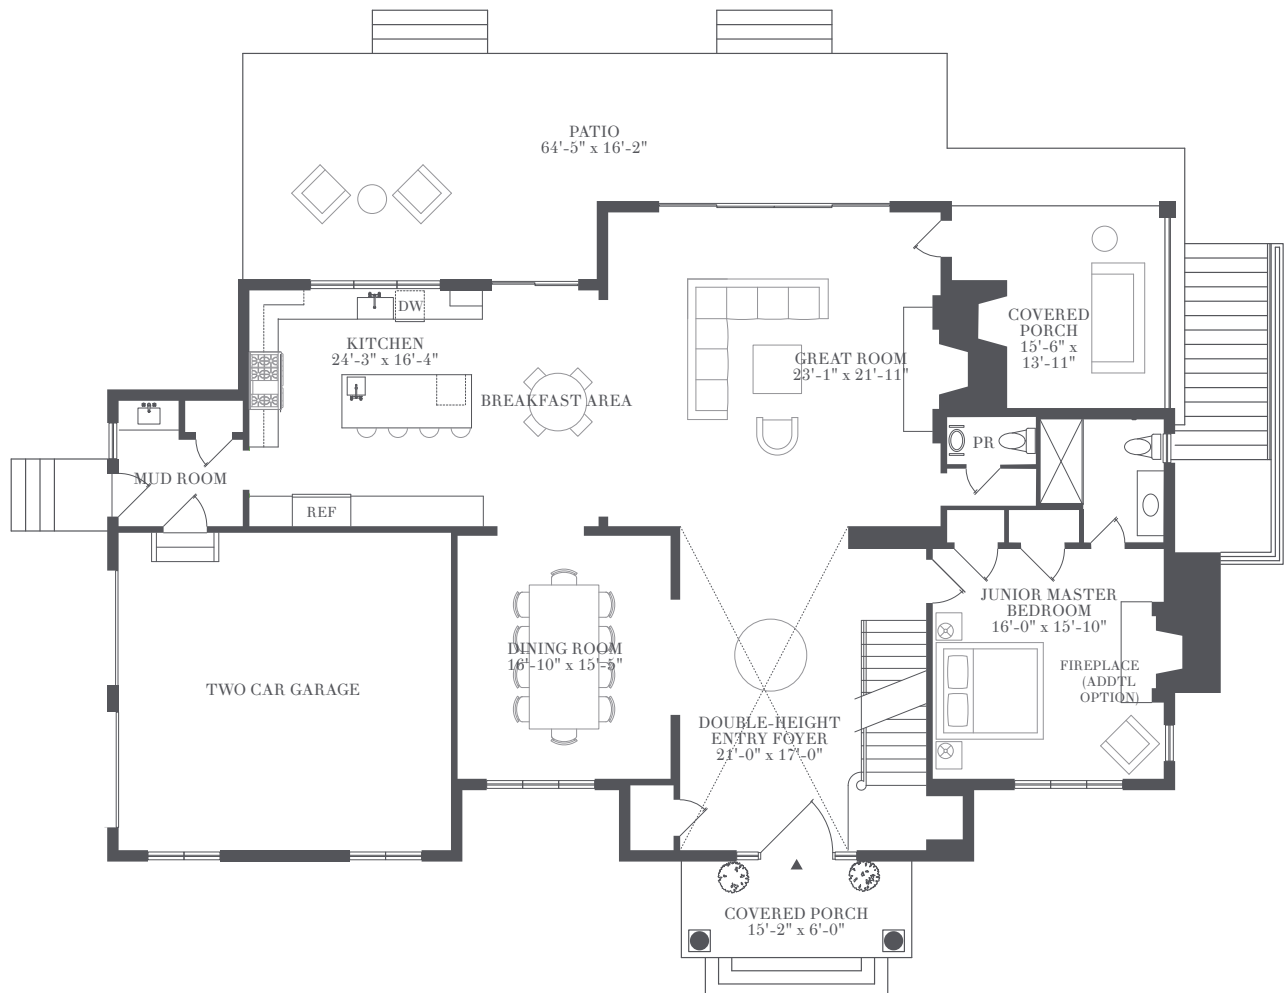 PATIO
64'-5" x 16'-2"
DW
KITCHEN
24'-3" x 16'-4"
COVERED
PORCH
15'-6" x
13'-11"
GREAT ROOM
23'-1" x 21'-11"
BREAKFAST AREA
PR
MUD ROOM
REF
JUNIOR MASTER
BEDROOM
16'-0" x 15'-10"
DINING ROOM
16'-10" x 15'-5"
FIREPLACE
(ADDTL
OPTION)
TWO CAR GARAGE
DOUBLE-HEIGHT
ENTRY FOYER
21'-0" x 17'-0"
COVERED PORCH
15'-2" x 6'-0"